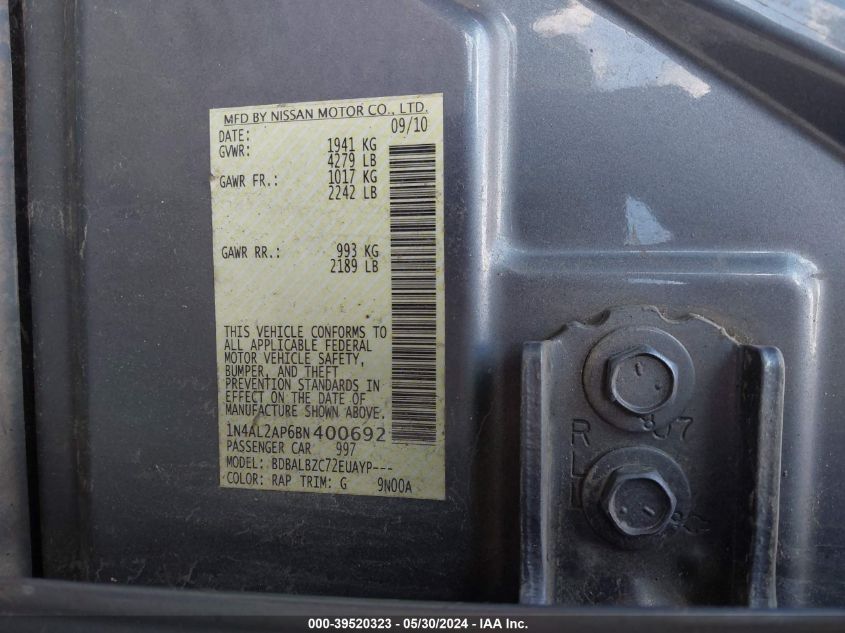 MFD BY NISSAN MOTOR CO., LTD.
DATE: 09/10
GVWR: 1941 KG
4279 LB
GAWR FR.: 1017 KG
2242 LB
GAWR RR.: 993 KG
2189 LB
THIS VEHICLE CONFORMS TO
ALL APPLICABLE FEDERAL
MOTOR VEHICLE SAFETY,
BUMPER, AND THEFT
PREVENTION STANDARDS IN
EFFECT ON THE DATE OF
MANUFACTURE SHOWN ABOVE.
1N4AL2AP6BN400692
PASSENGER CAR 997
MODEL: BDBALBZC72EUAYP---
COLOR: RAP TRIM: G 9N00A
000-39520323 - 05/30/2024 - IAA Inc.